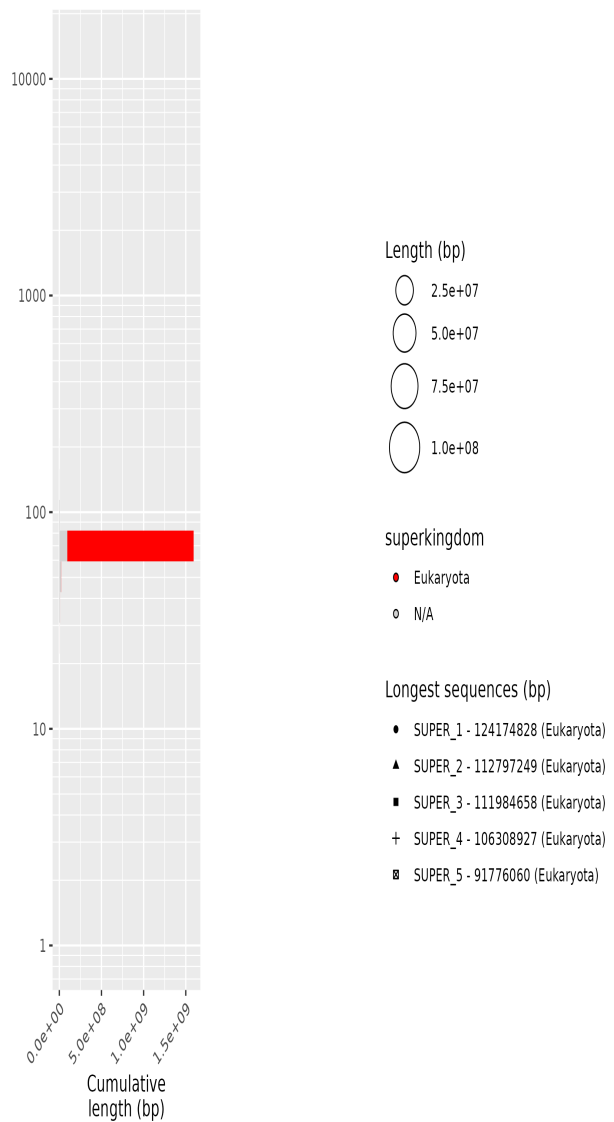 10000
1000
100
10
1
0.0e+00
5.0e+08
1.0e+09
1.5e+09
Cumulative
length (bp)
Length (bp)
2.5e+07
5.0e+07
7.5e+07
1.0e+08
superkingdom
Eukaryota
N/A
Longest sequences (bp)
SUPER_1 - 124174828 (Eukaryota)
SUPER_2 - 112797249 (Eukaryota)
SUPER_3 - 111984658 (Eukaryota)
SUPER_4 - 106308927 (Eukaryota)
SUPER_5 - 91776060 (Eukaryota)